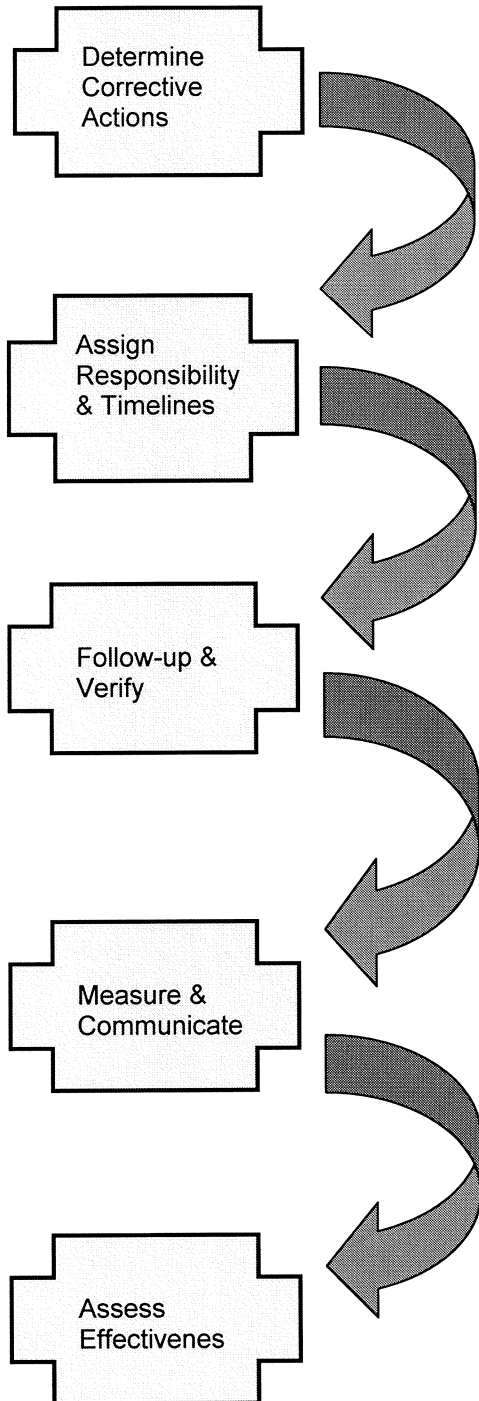 Determine
Corrective
Actions
Assign
Responsibility
& Timelines
Follow-up &
Verify
Measure &
Communicate
Assess
Effectivenes